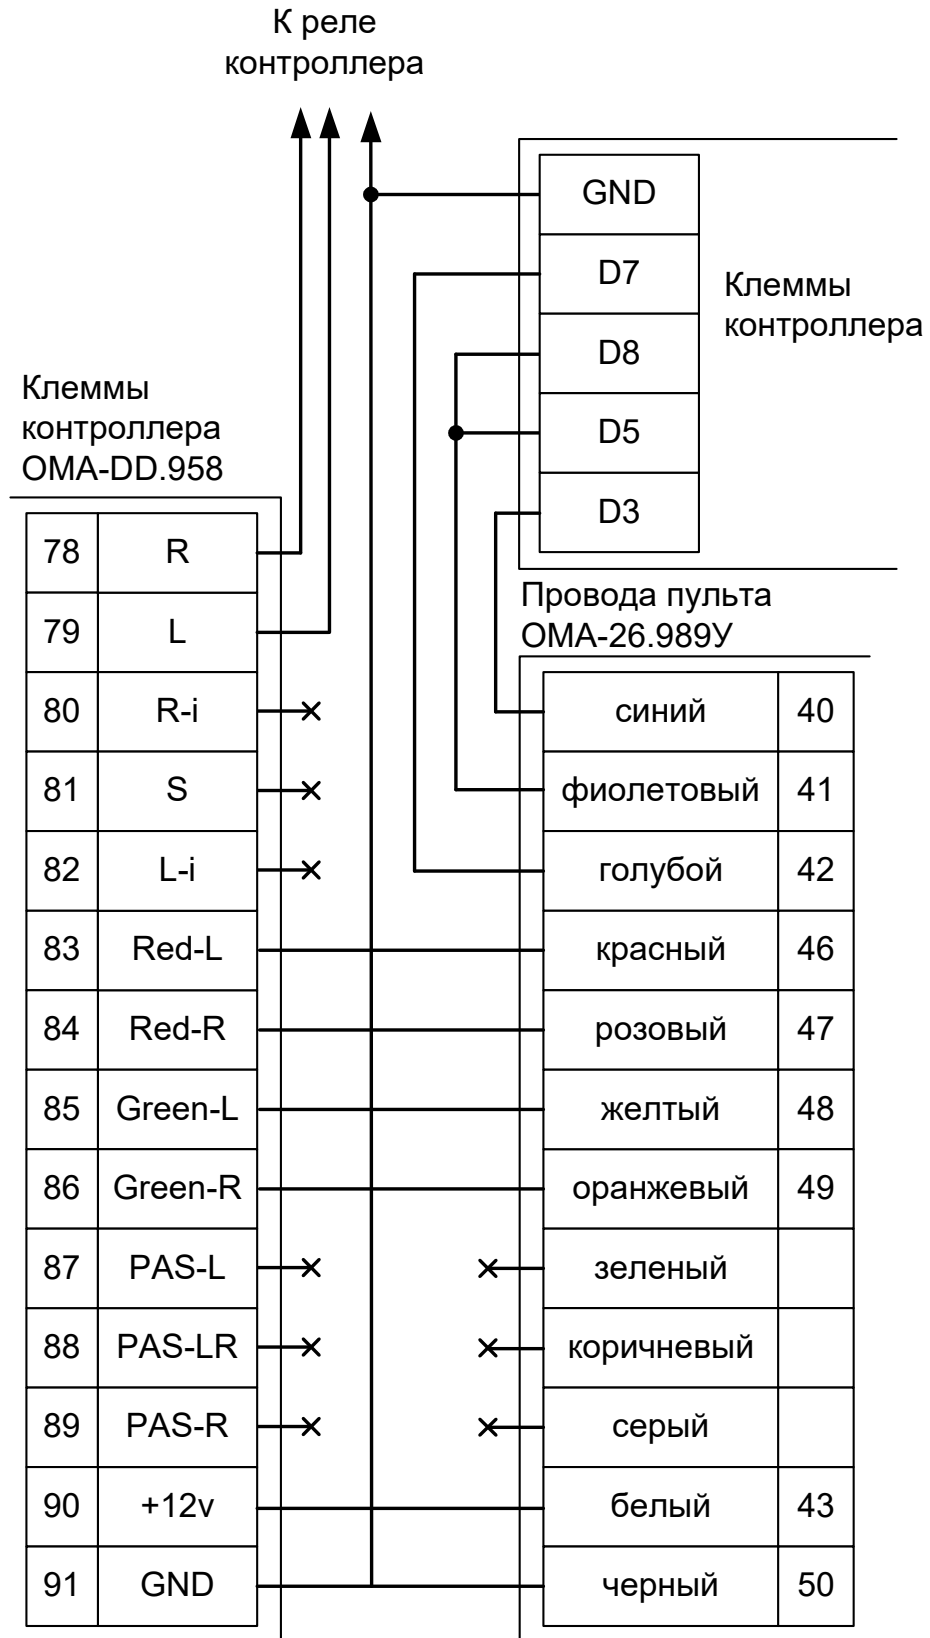 К реле
контроллера
GND
D7
D8
D5
D3
Клеммы
контроллера
Клеммы
контроллера
OMA-DD.958
78 R
79 L
80 R-i
81 S
82 L-i
83 Red-L
84 Red-R
85 Green-L
86 Green-R
87 PAS-L
88 PAS-LR
89 PAS-R
90 +12v
91 GND
Провода пульта
ОМА-26.989У
синий 40
фиолетовый 41
голубой 42
красный 46
розовый 47
желтый 48
оранжевый 49
зеленый
коричневый
серый
белый 43
черный 50